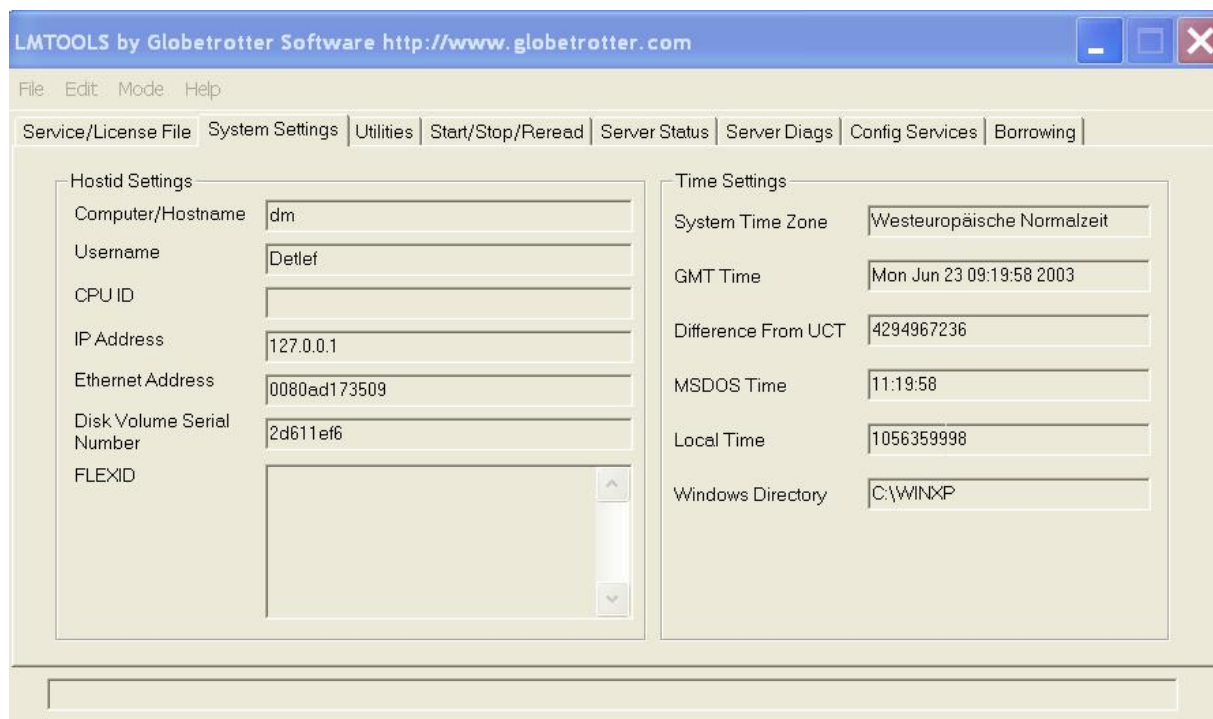 LMTOOLS by Globetrotter Software http://www.globetrotter.com
File Edit Mode Help
Service/License File System Settings Utilities Start/Stop/Reread Server Status Server Diags Config Services Borrowing
Hostid Settings
Computer/Hostname dm
Username Detlef
CPU ID
IP Address 127.0.0.1
Ethernet Address 0080ad173509
Disk Volume Serial
Number 2d611ef6
FLEXID
Time Settings
System Time Zone Westeuropäische Normalzeit
GMT Time Mon Jun 23 09:19:58 2003
Difference From UCT 4294967236
MSDOS Time 11:19:58
Local Time 1056359998
Windows Directory C:\WINXP